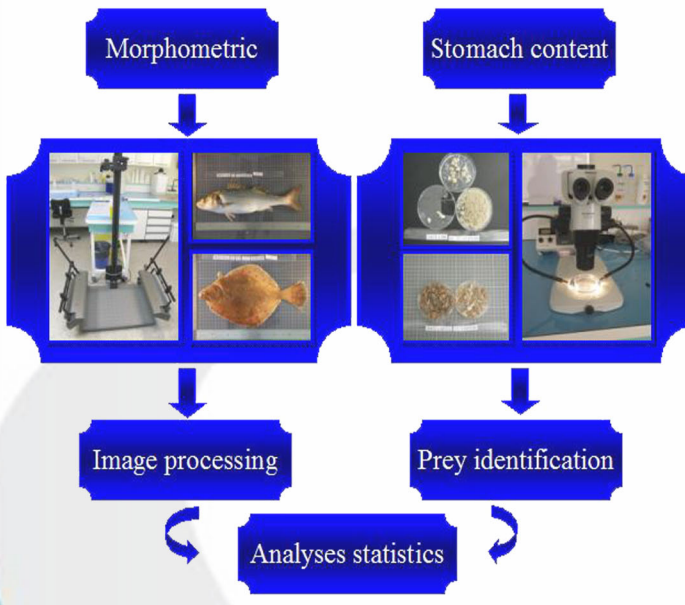 Morphometric
Stomach content
Image processing
Prey identification
Analyses statistics